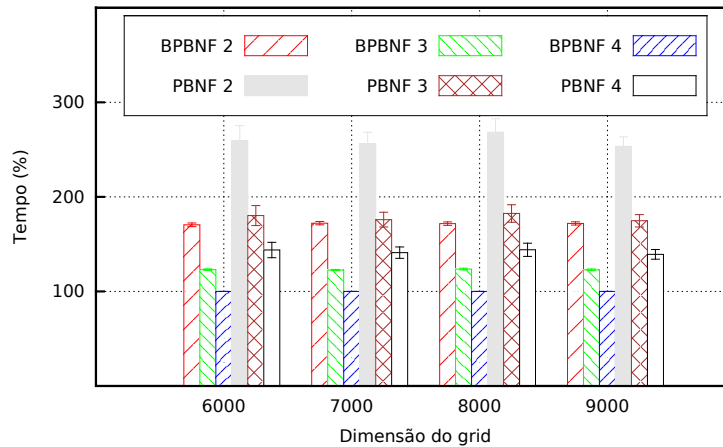 BPBNF 2 BPBNF 3 BPBNF 4
PBNF 2 PBNF 3 PBNF 4
300
200
100
Tempo (%)
6000 7000 8000 9000
Dimensão do grid